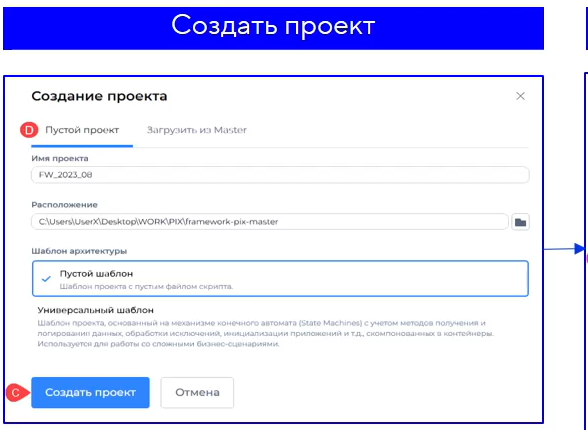 Создать проект
Создание проекта
D Пустой проект Загрузить из Master
Имя проекта
FW_2023_08
Расположение
C:\Users\UserX\Desktop\WORK\PIX\framework-pix-master
Шаблон архитектуры
Пустой шаблон
Шаблон проекта с пустым файлом скрипта.
Универсальный шаблон
Шаблон проекта, основанный на механизме конечного автомата (State Machines) с учетом методов получения и
логирования данных, обработки исключений, инициализации приложений и т.д., скомпонованных в контейнеры.
Используется для работы со сложными бизнес-сценариями.
C Создать проект Отмена